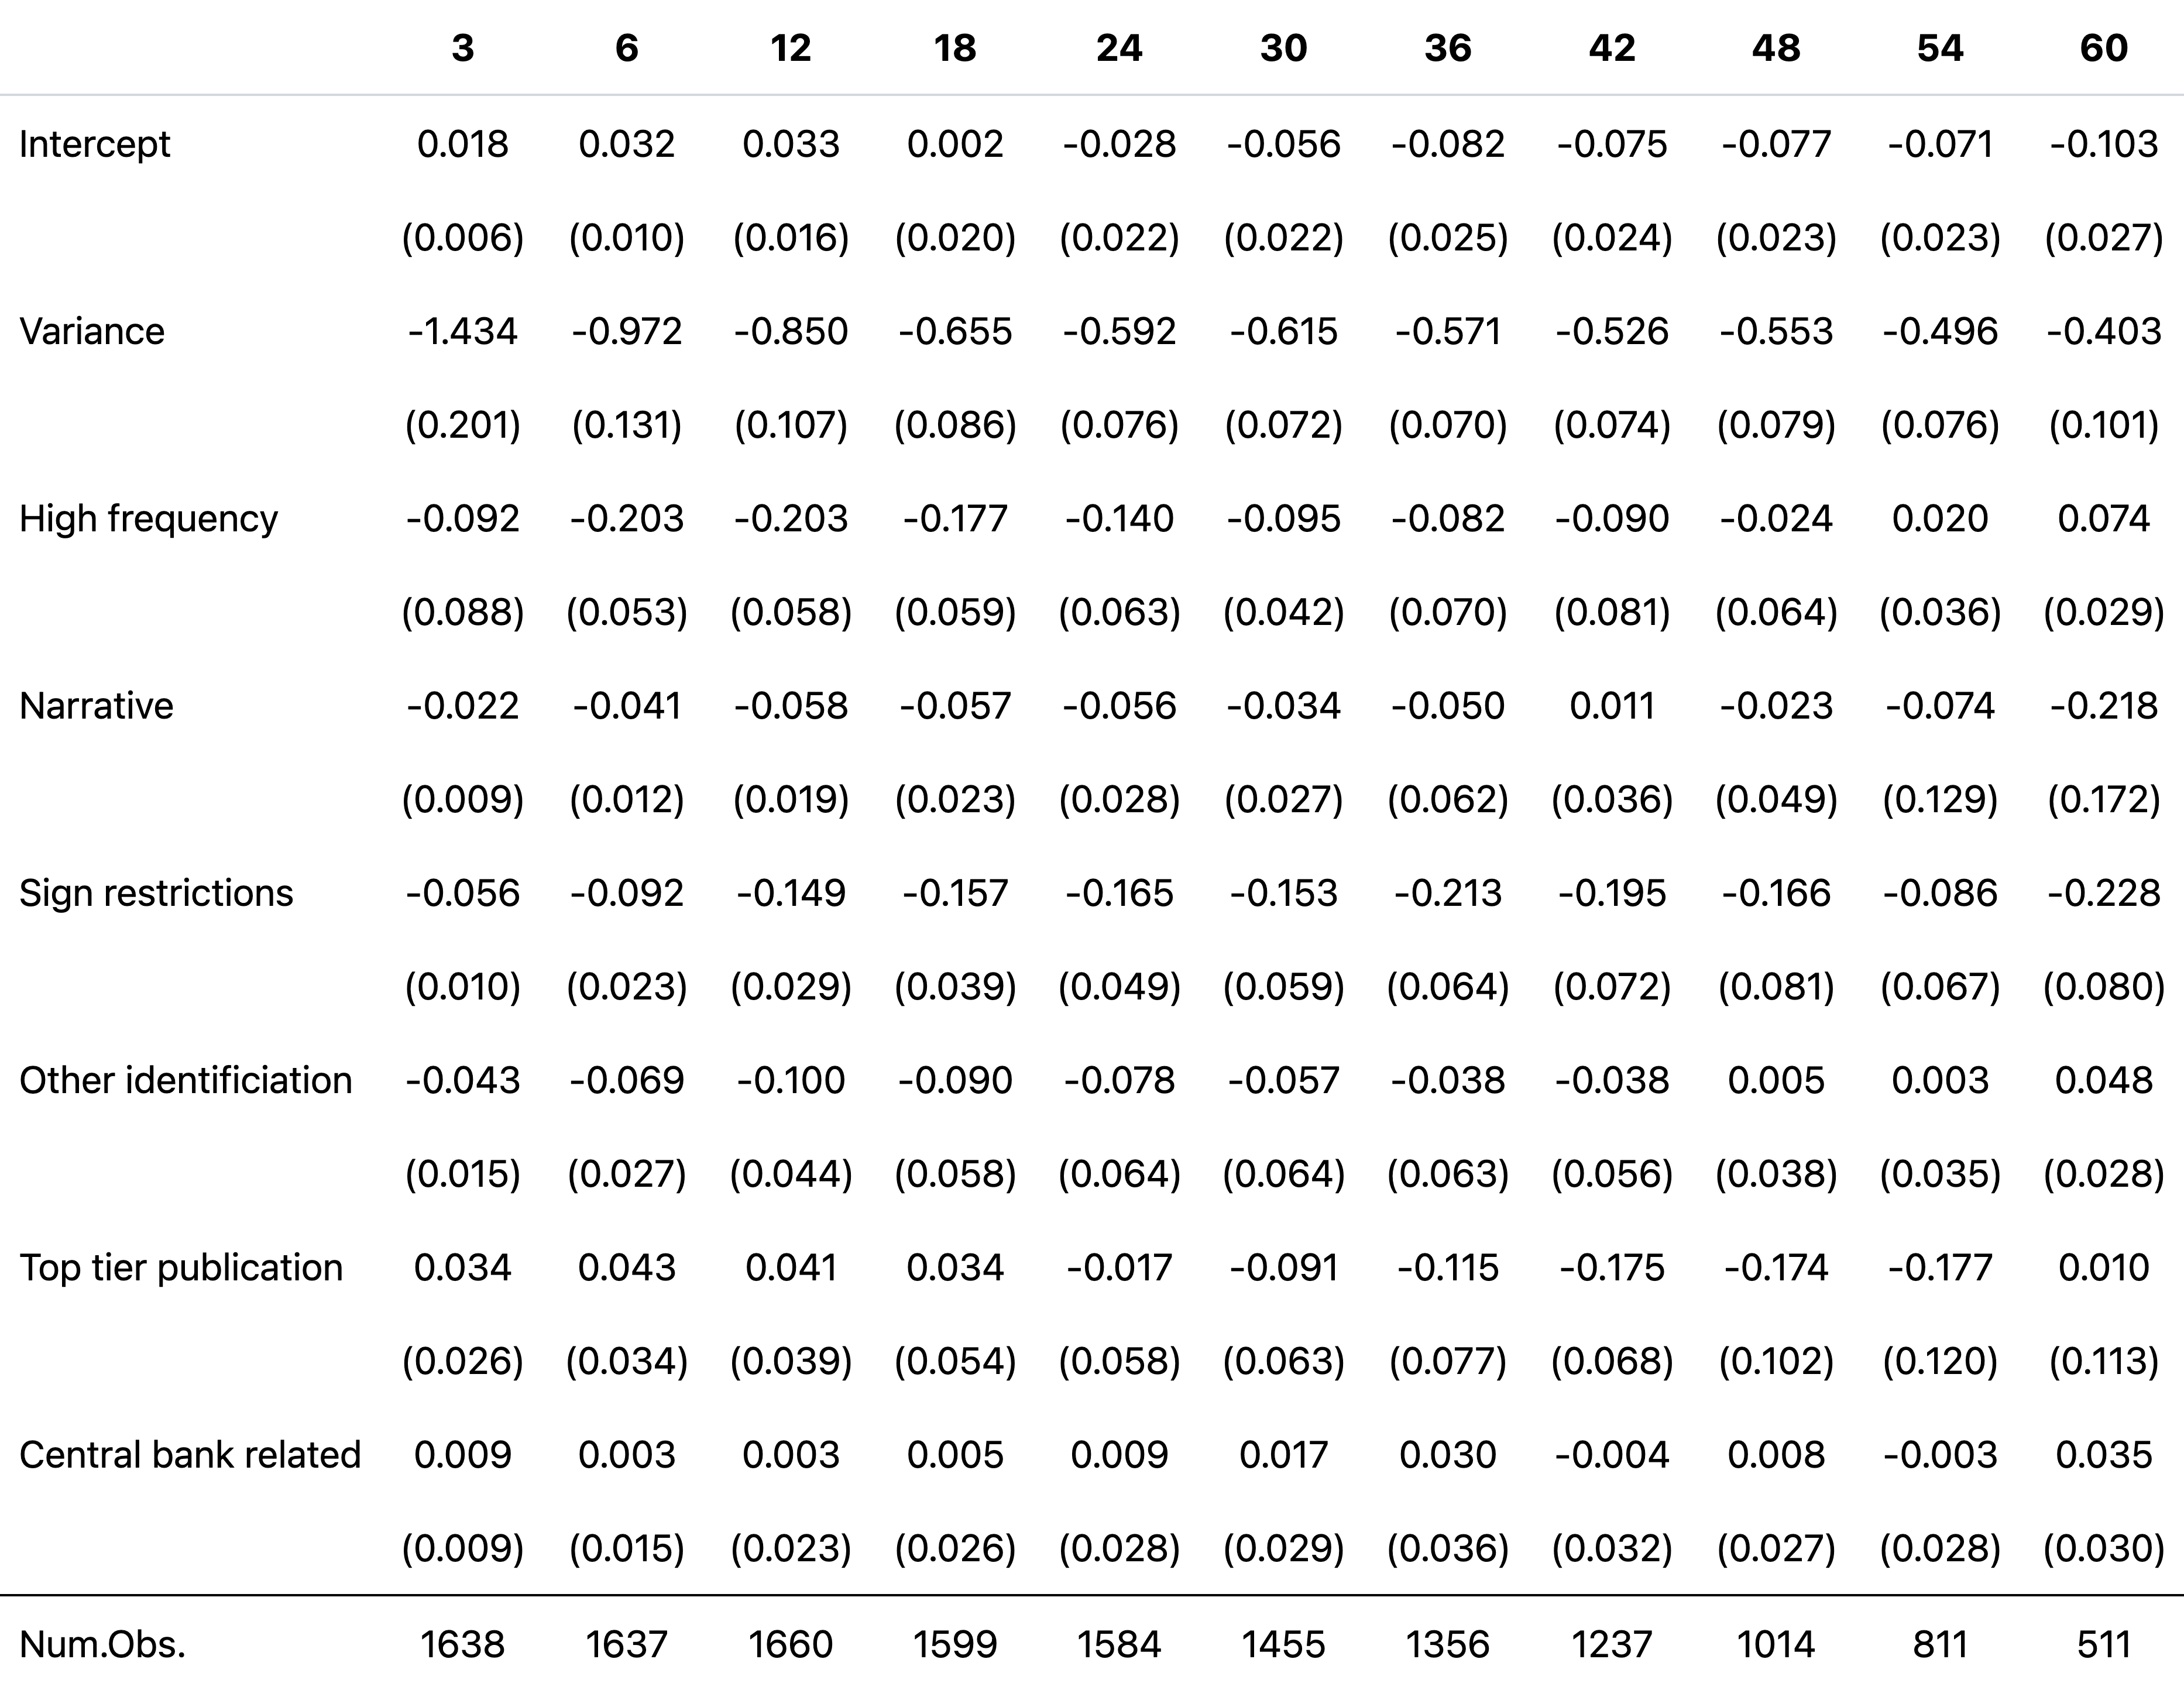 3 6 12 18 24 30 36 42 48 54 60
Intercept 0.018 0.032 0.033 0.002 -0.028 -0.056 -0.082 -0.075 -0.077 -0.071 -0.103
(0.006) (0.010) (0.016) (0.020) (0.022) (0.022) (0.025) (0.024) (0.023) (0.023) (0.027)
Variance -1.434 -0.972 -0.850 -0.655 -0.592 -0.615 -0.571 -0.526 -0.553 -0.496 -0.403
(0.201) (0.131) (0.107) (0.086) (0.076) (0.072) (0.070) (0.074) (0.079) (0.076) (0.101)
High frequency -0.092 -0.203 -0.203 -0.177 -0.140 -0.095 -0.082 -0.090 -0.024 0.020 0.074
(0.088) (0.053) (0.058) (0.059) (0.063) (0.042) (0.070) (0.081) (0.064) (0.036) (0.029)
Narrative -0.022 -0.041 -0.058 -0.057 -0.056 -0.034 -0.050 0.011 -0.023 -0.074 -0.218
(0.009) (0.012) (0.019) (0.023) (0.028) (0.027) (0.062) (0.036) (0.049) (0.129) (0.172)
Sign restrictions -0.056 -0.092 -0.149 -0.157 -0.165 -0.153 -0.213 -0.195 -0.166 -0.086 -0.228
(0.010) (0.023) (0.029) (0.039) (0.049) (0.059) (0.064) (0.072) (0.081) (0.067) (0.080)
Other identificiation -0.043 -0.069 -0.100 -0.090 -0.078 -0.057 -0.038 -0.038 0.005 0.003 0.048
(0.015) (0.027) (0.044) (0.058) (0.064) (0.064) (0.063) (0.056) (0.038) (0.035) (0.028)
Top tier publication 0.034 0.043 0.041 0.034 -0.017 -0.091 -0.115 -0.175 -0.174 -0.177 0.010
(0.026) (0.034) (0.039) (0.054) (0.058) (0.063) (0.077) (0.068) (0.102) (0.120) (0.113)
Central bank related 0.009 0.003 0.003 0.005 0.009 0.017 0.030 -0.004 0.008 -0.003 0.035
(0.009) (0.015) (0.023) (0.026) (0.028) (0.029) (0.036) (0.032) (0.027) (0.028) (0.030)
Num.Obs. 1638 1637 1660 1599 1584 1455 1356 1237 1014 811 511